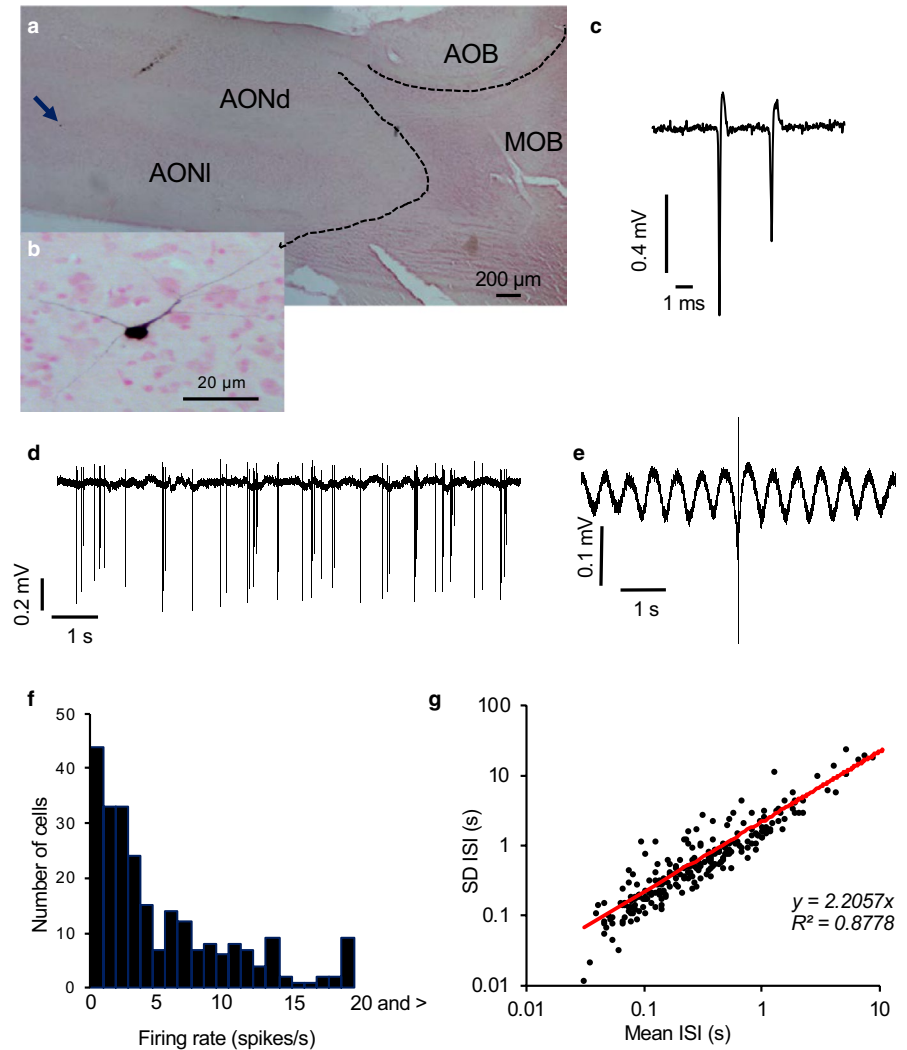 a
AOB
AONd
AONl
MOB
200 µm
b
20 µm
c
0.4 mV
1 ms
d
0.2 mV
1 s
e
0.1 mV
1 s
f
50
40
30
20
10
0
Number of cells
0 5 10 15 20 and >
Firing rate (spikes/s)
g
100
10
1
0.1
0.01
SD ISI (s)
y = 2.2057x
R² = 0.8778
0.01 0.1 1 10
Mean ISI (s)